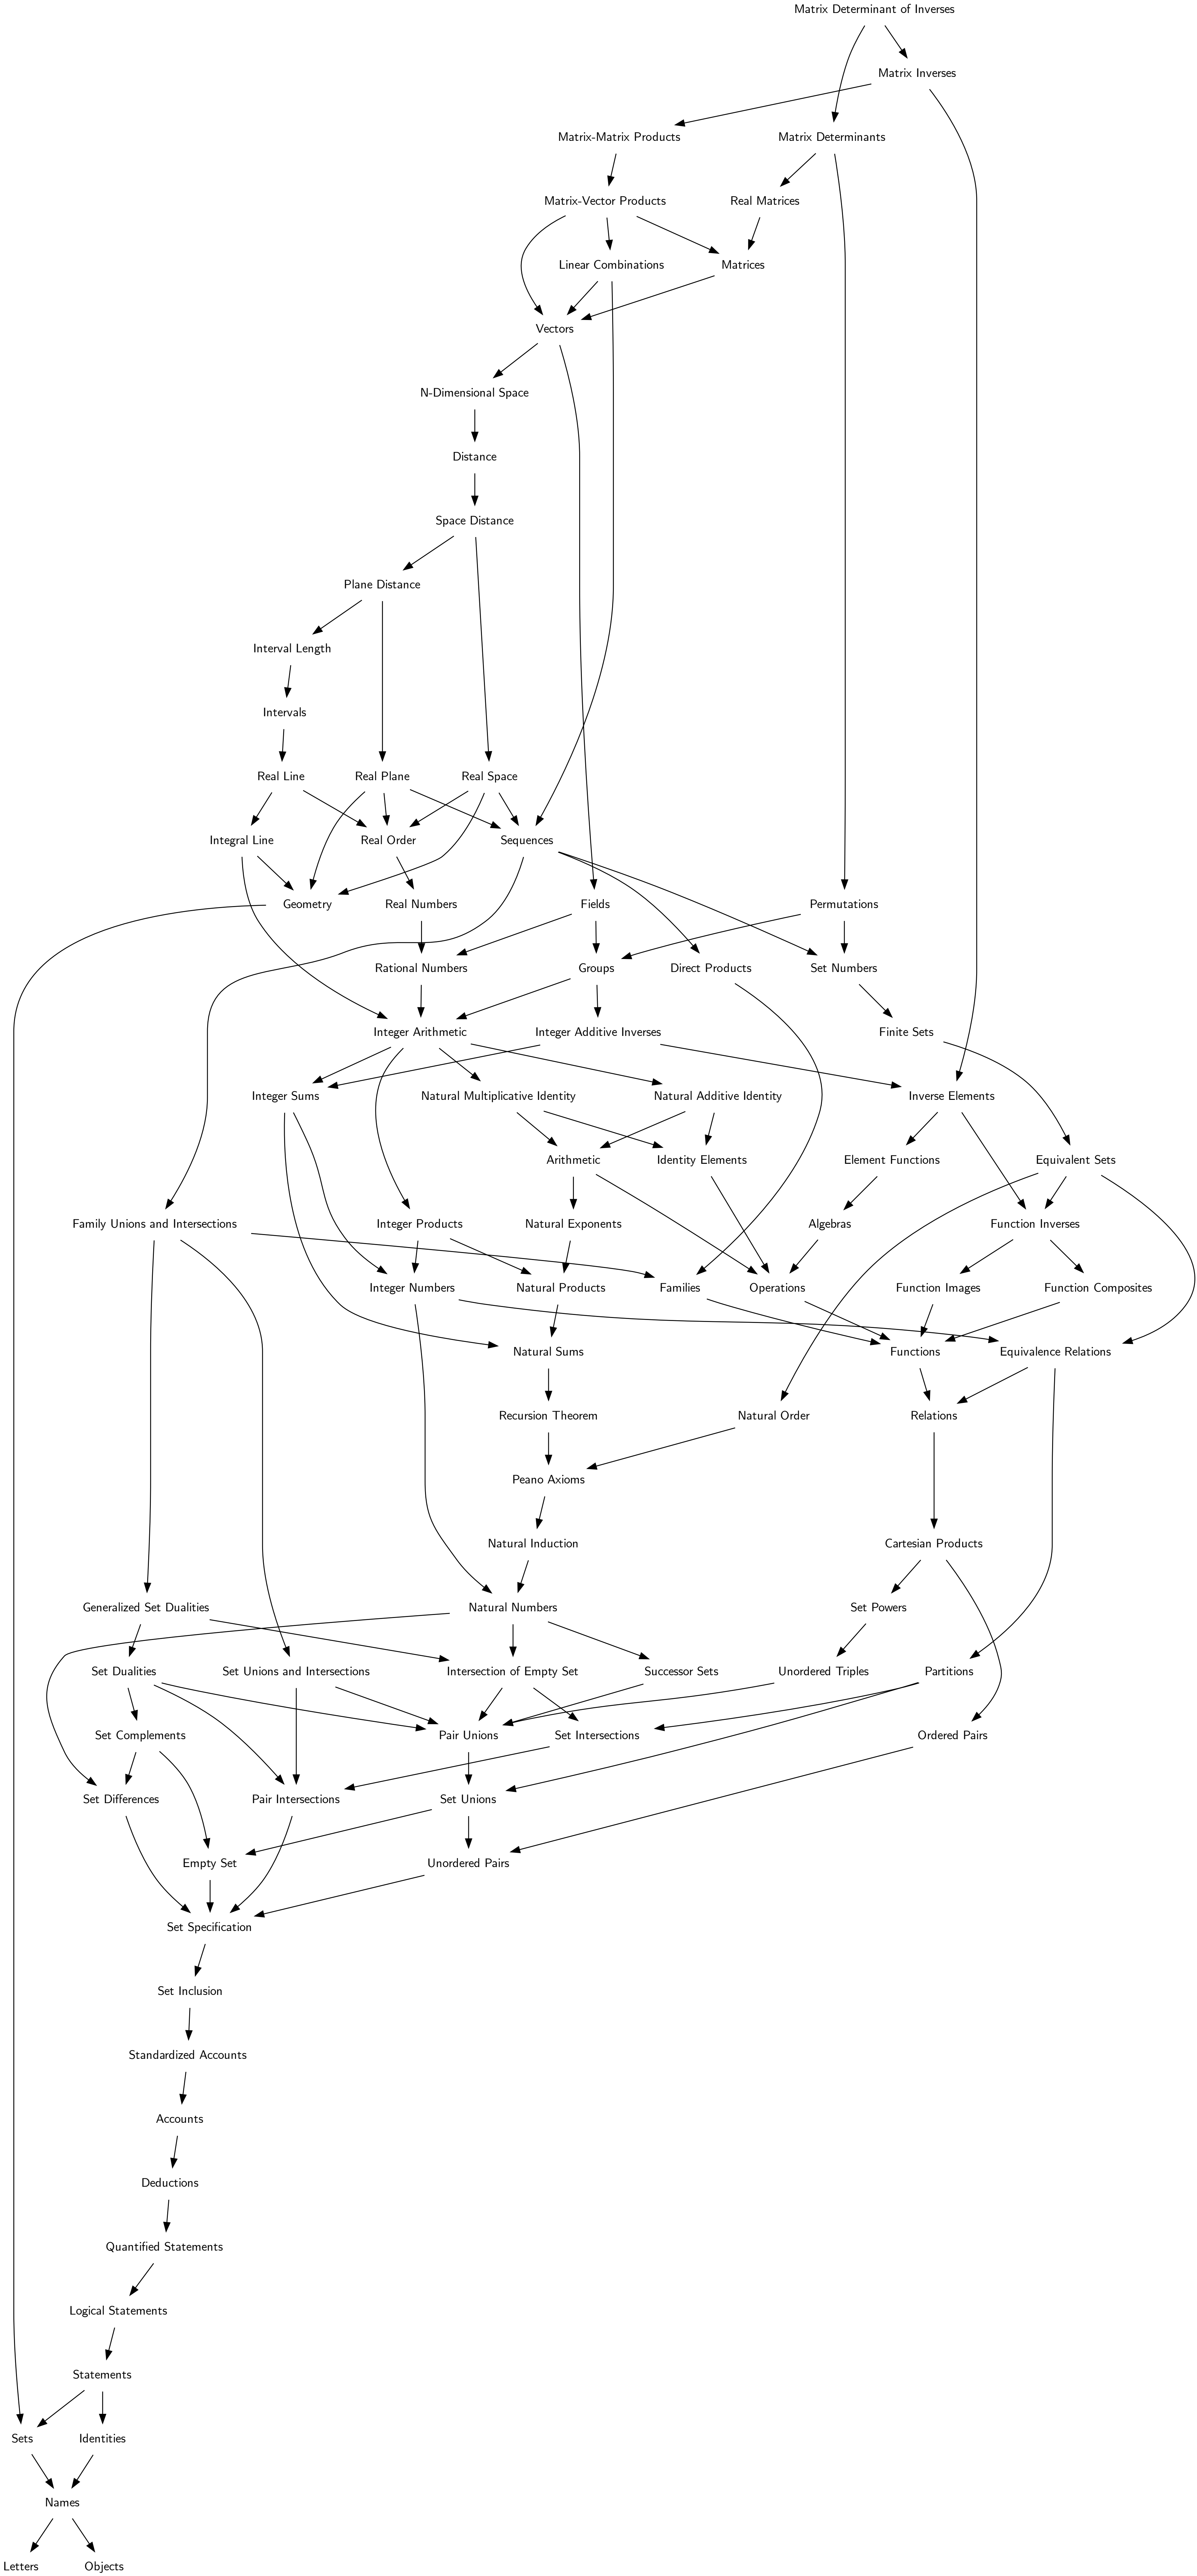 Matrix Determinant of Inverses
Matrix Inverses
Matrix-Matrix Products
Matrix Determinants
Matrix-Vector Products
Real Matrices
Linear Combinations
Matrices
Vectors
N-Dimensional Space
Distance
Space Distance
Plane Distance
Interval Length
Intervals
Real Line
Real Plane
Real Space
Integral Line
Real Order
Sequences
Geometry
Real Numbers
Fields
Permutations
Rational Numbers
Groups
Direct Products
Set Numbers
Integer Arithmetic
Integer Additive Inverses
Finite Sets
Integer Sums
Natural Multiplicative Identity
Natural Additive Identity
Inverse Elements
Arithmetic
Identity Elements
Element Functions
Equivalent Sets
Family Unions and Intersections
Integer Products
Natural Exponents
Algebras
Function Inverses
Integer Numbers
Natural Products
Families
Operations
Function Images
Function Composites
Natural Sums
Functions
Equivalence Relations
Recursion Theorem
Natural Order
Relations
Peano Axioms
Natural Induction
Cartesian Products
Generalized Set Dualities
Natural Numbers
Set Powers
Set Dualities
Set Unions and Intersections
Intersection of Empty Set
Successor Sets
Unordered Triples
Partitions
Set Complements
Pair Unions
Set Intersections
Ordered Pairs
Set Differences
Pair Intersections
Set Unions
Empty Set
Unordered Pairs
Set Specification
Set Inclusion
Standardized Accounts
Accounts
Deductions
Quantified Statements
Logical Statements
Statements
Sets
Identities
Names
Letters
Objects